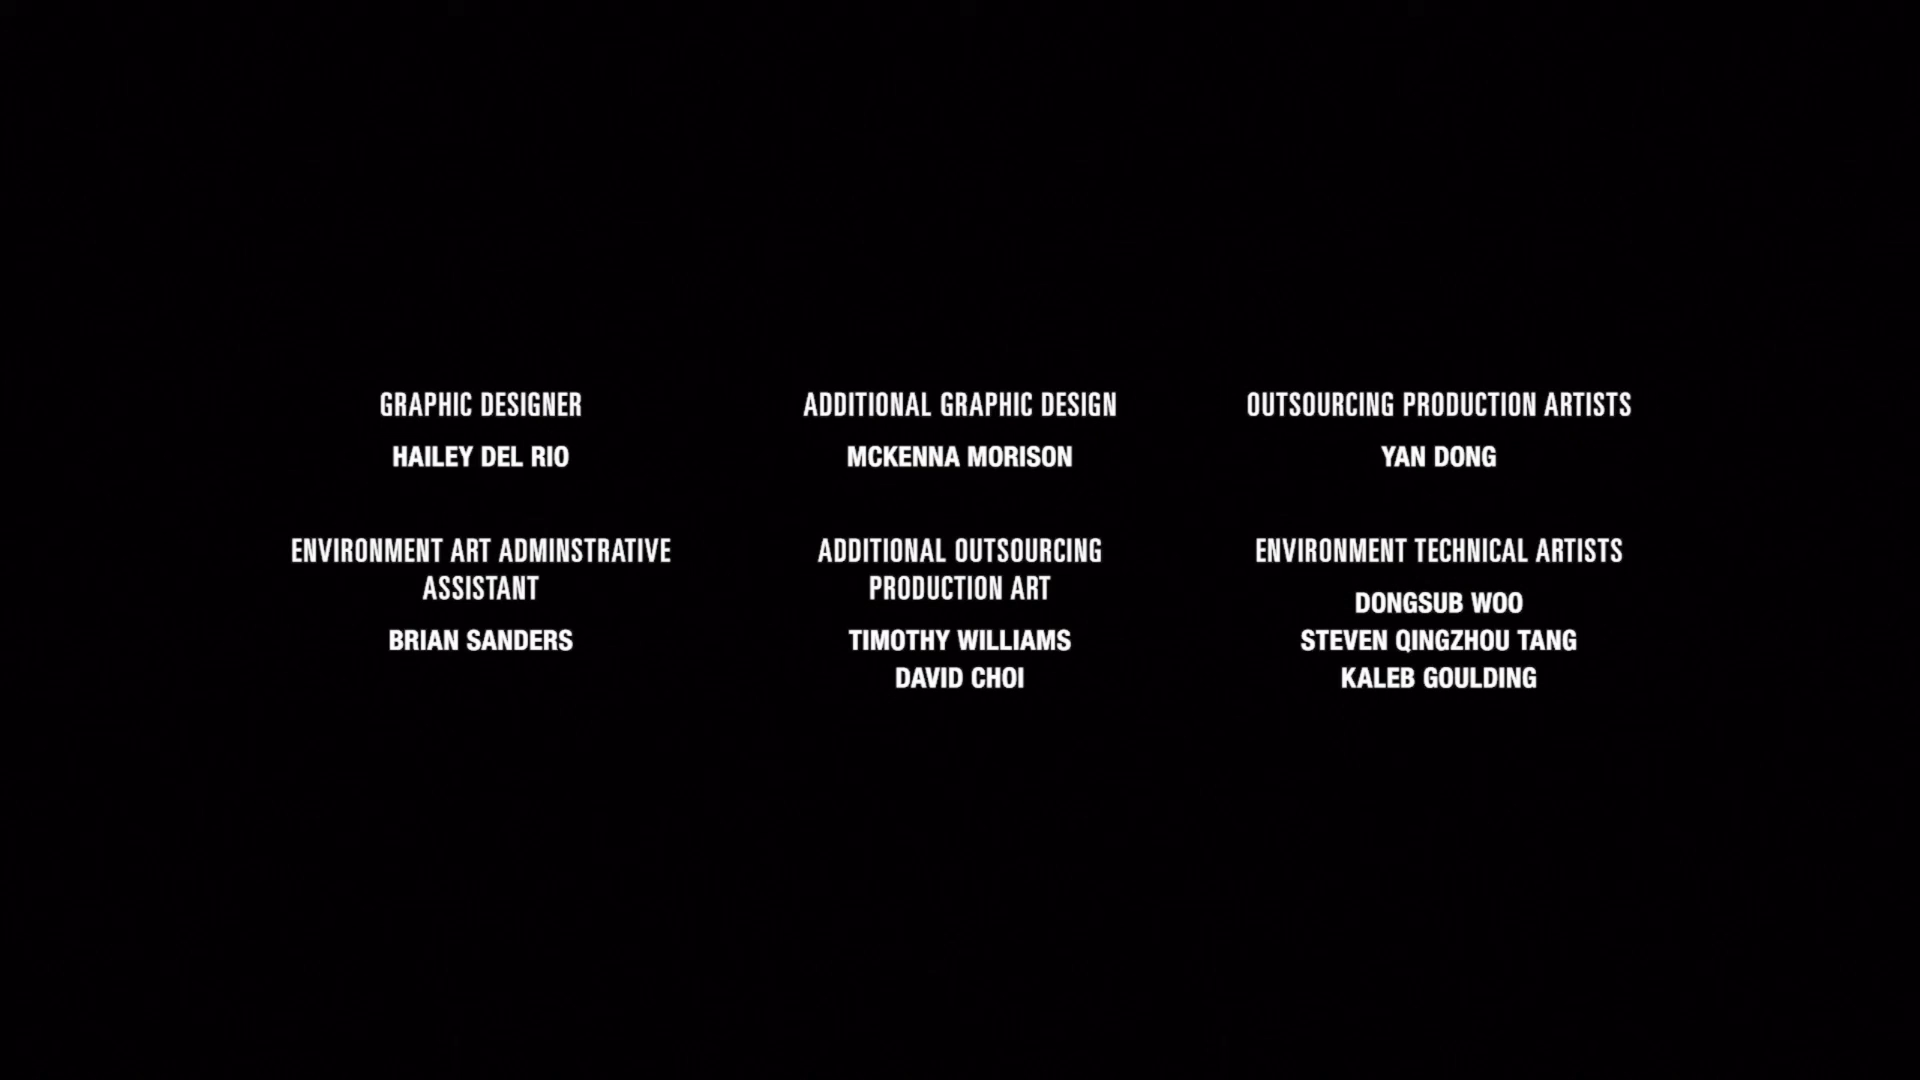 GRAPHIC DESIGNER
HAILEY DEL RIO
ADDITIONAL GRAPHIC DESIGN
MCKENNA MORISON
OUTSOURCING PRODUCTION ARTISTS
YAN DONG
ENVIRONMENT ART ADMINSTRATIVE
ASSISTANT
BRIAN SANDERS
ADDITIONAL OUTSOURCING
PRODUCTION ART
TIMOTHY WILLIAMS
DAVID CHOI
ENVIRONMENT TECHNICAL ARTISTS
DONGSUB WOO
STEVEN QINGZHOU TANG
KALEB GOULDING